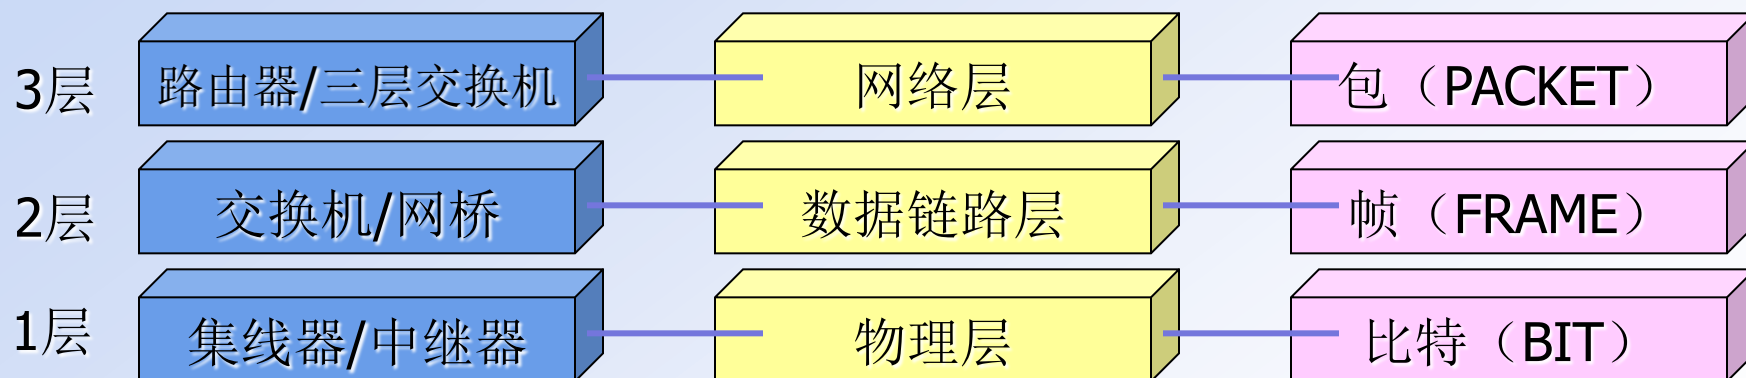 3层 路由器/三层交换机 网络层 包（PACKET）
2层 交换机/网桥 数据链路层 帧（FRAME）
1层 集线器/中继器 物理层 比特（BIT）